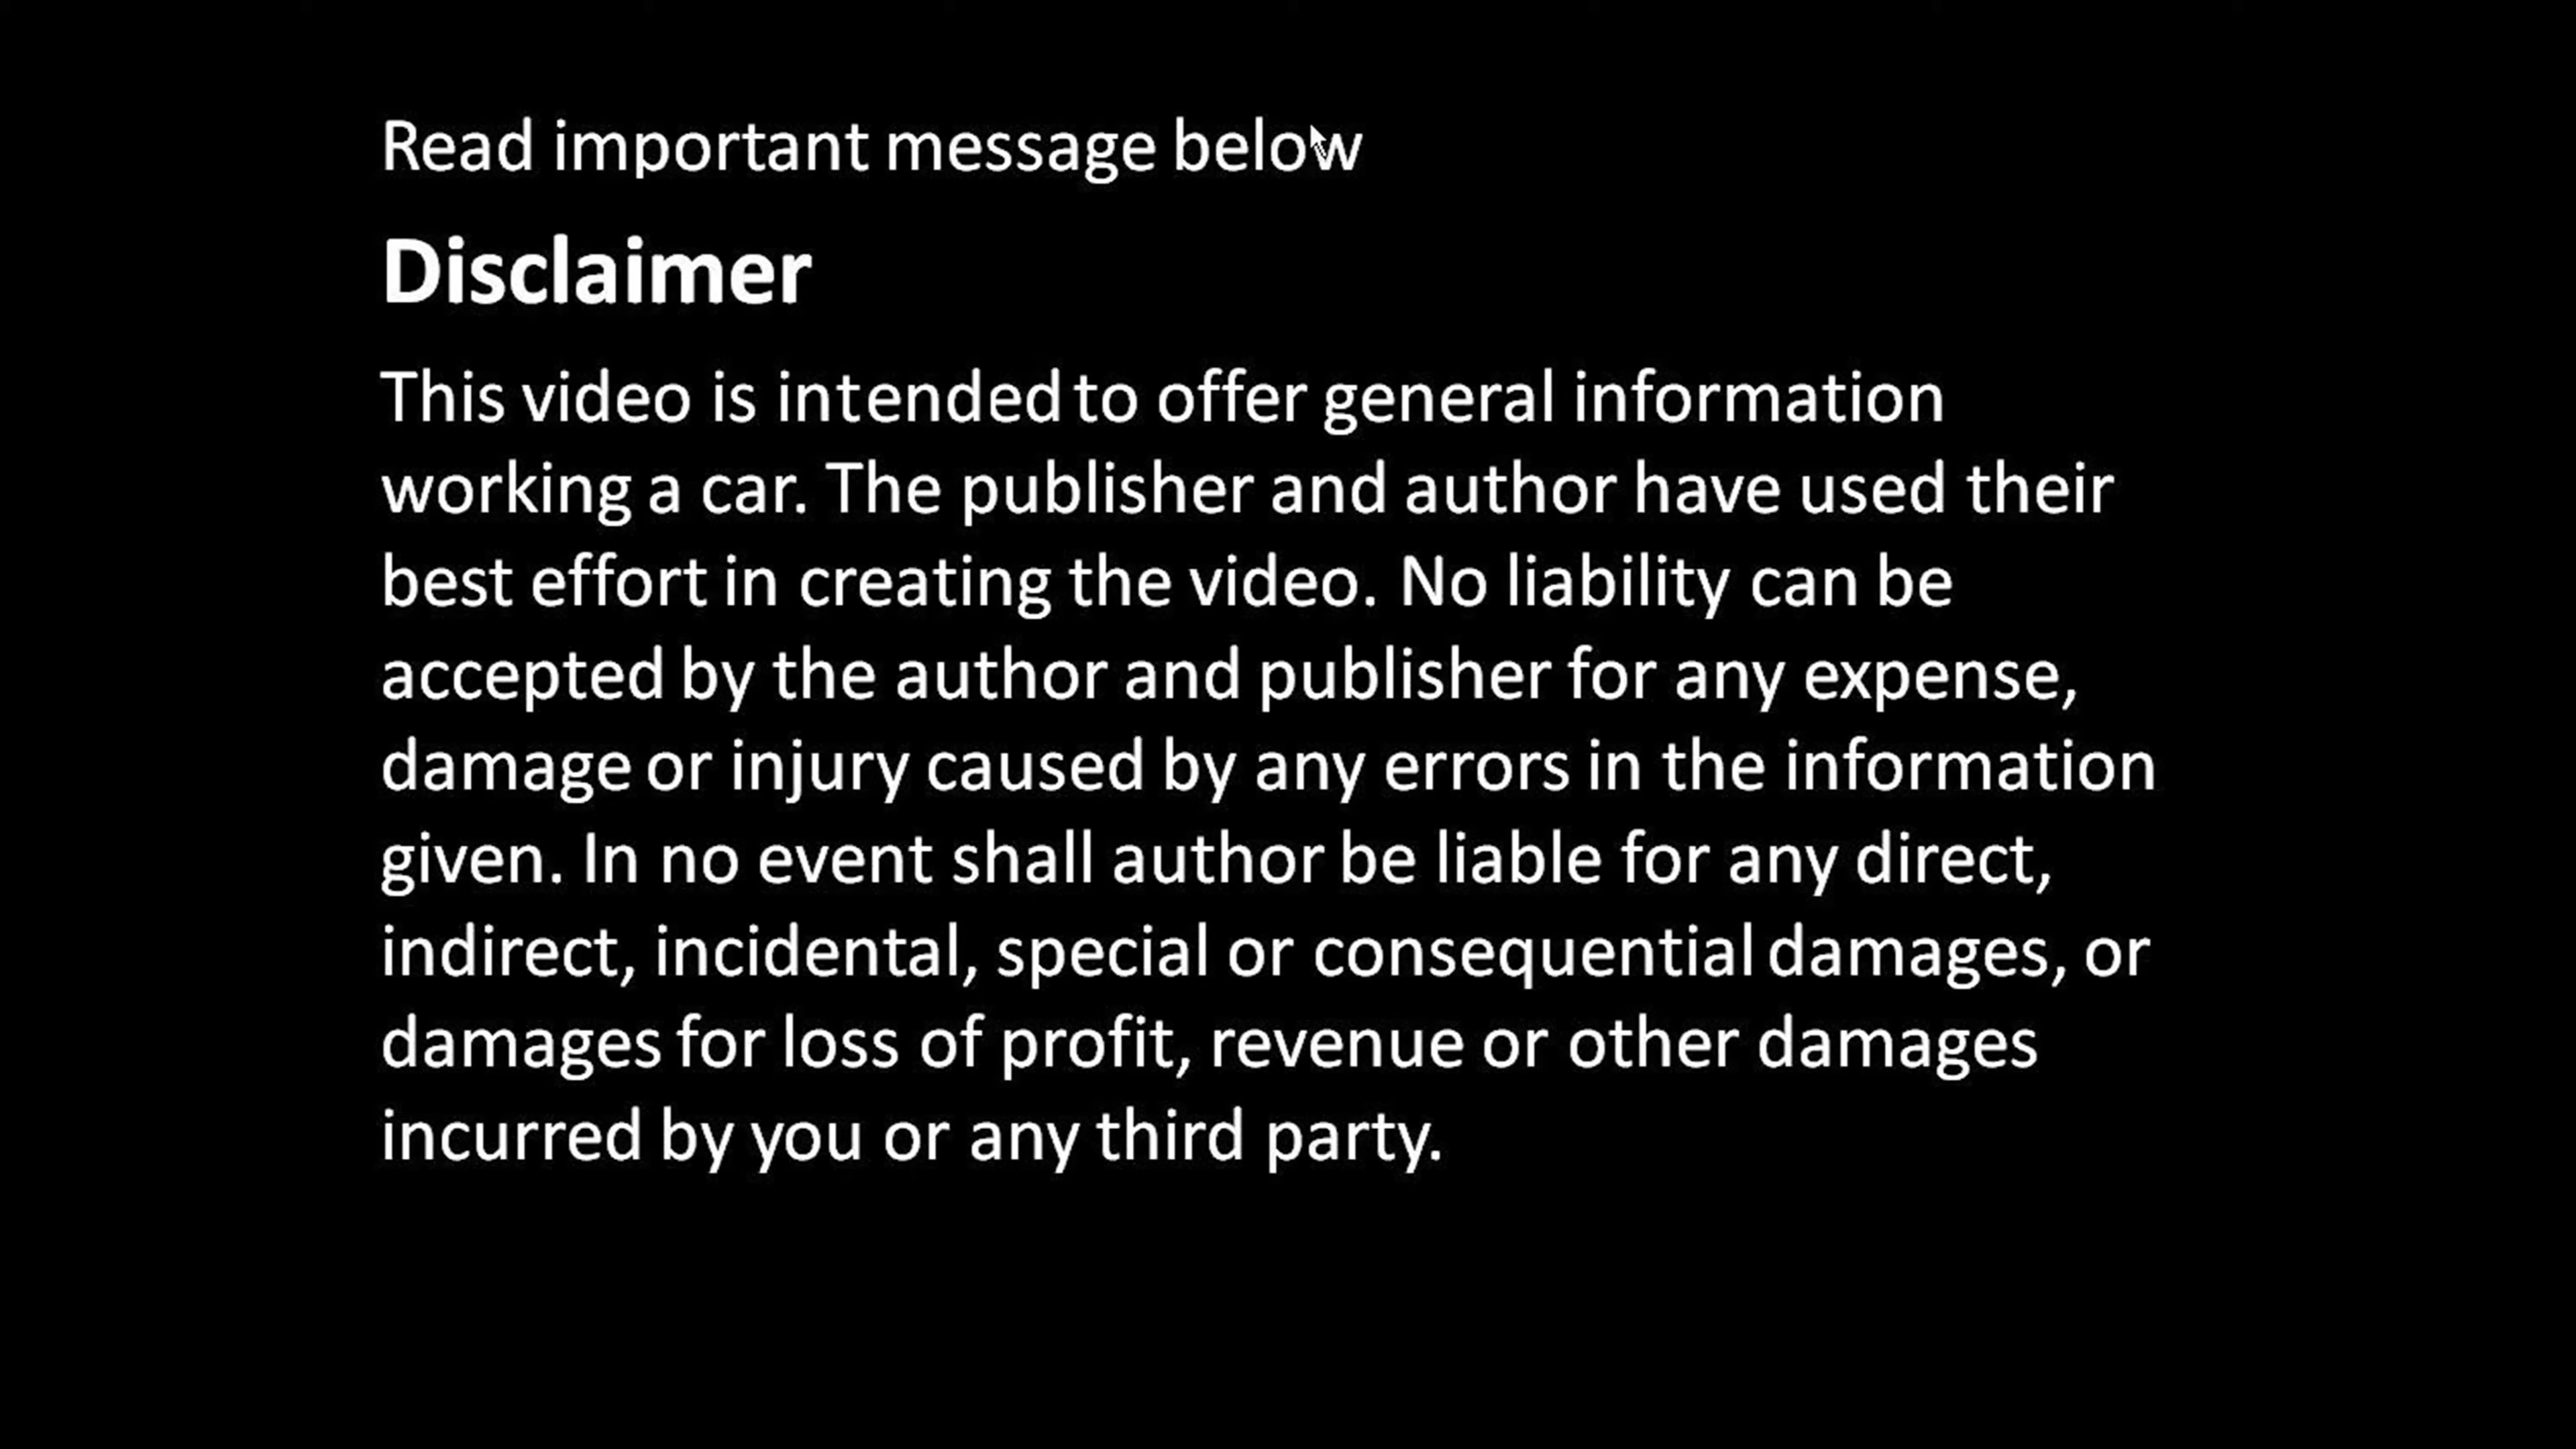 Read important message below
Disclaimer
This video is intended to offer general information
working a car. The publisher and author have used their
best effort in creating the video. No liability can be
accepted by the author and publisher for any expense,
damage or injury caused by any errors in the information
given. In no event shall author be liable for any direct,
indirect, incidental, special or consequential damages, or
damages for loss of profit, revenue or other damages
incurred by you or any third party.